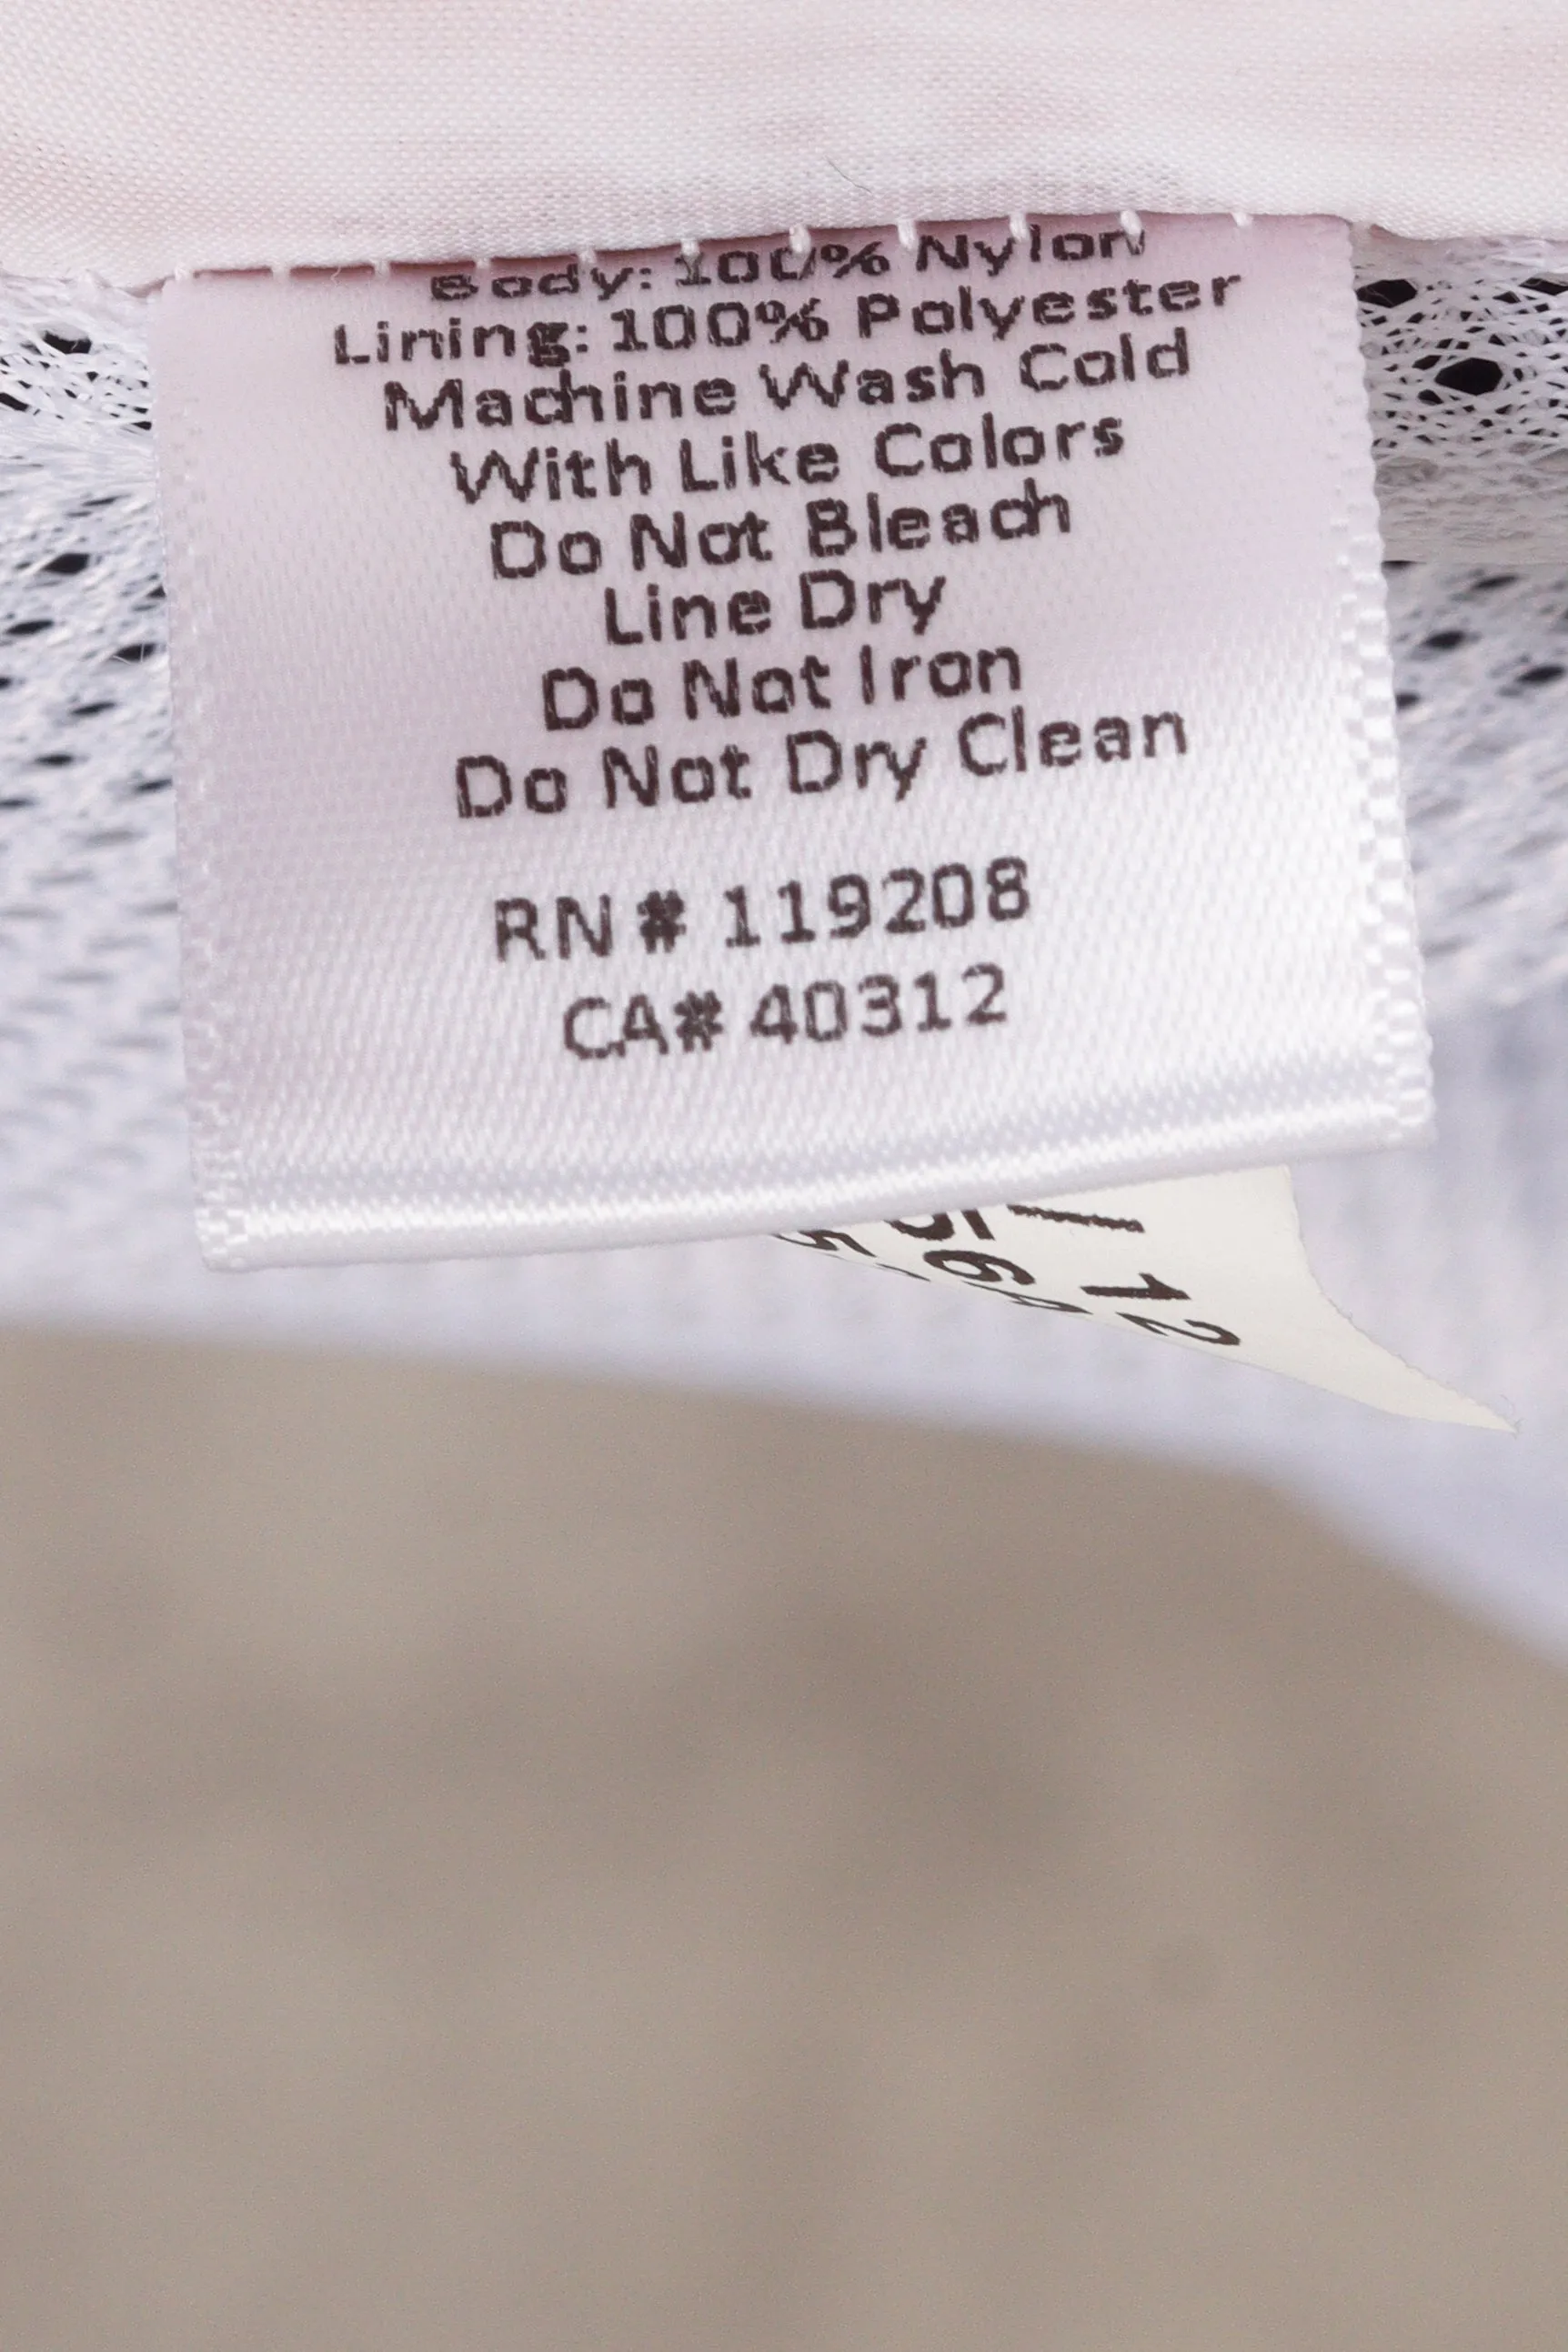 Body: 100% Nylon
Lining: 100% Polyester
Machine Wash Cold
With Like Colors
Do Not Bleach
Line Dry
Do Not Iron
Do Not Dry Clean
RN # 119208
CA# 40312